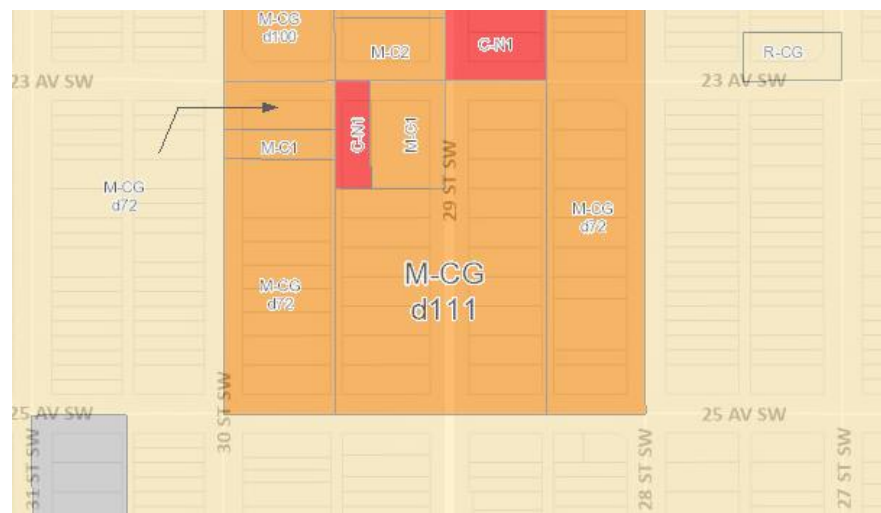 M-CG
d100
M-C2
C-N1
R-CG
23 AV SW
23 AV SW
C-N1
M-C1
M-C1
29 ST SW
M-CG
d72
M-CG
d72
M-CG
d111
M-CG
d72
25 AV SW
25 AV SW
30 ST SW
31 ST SW
28 ST SW
27 ST SW